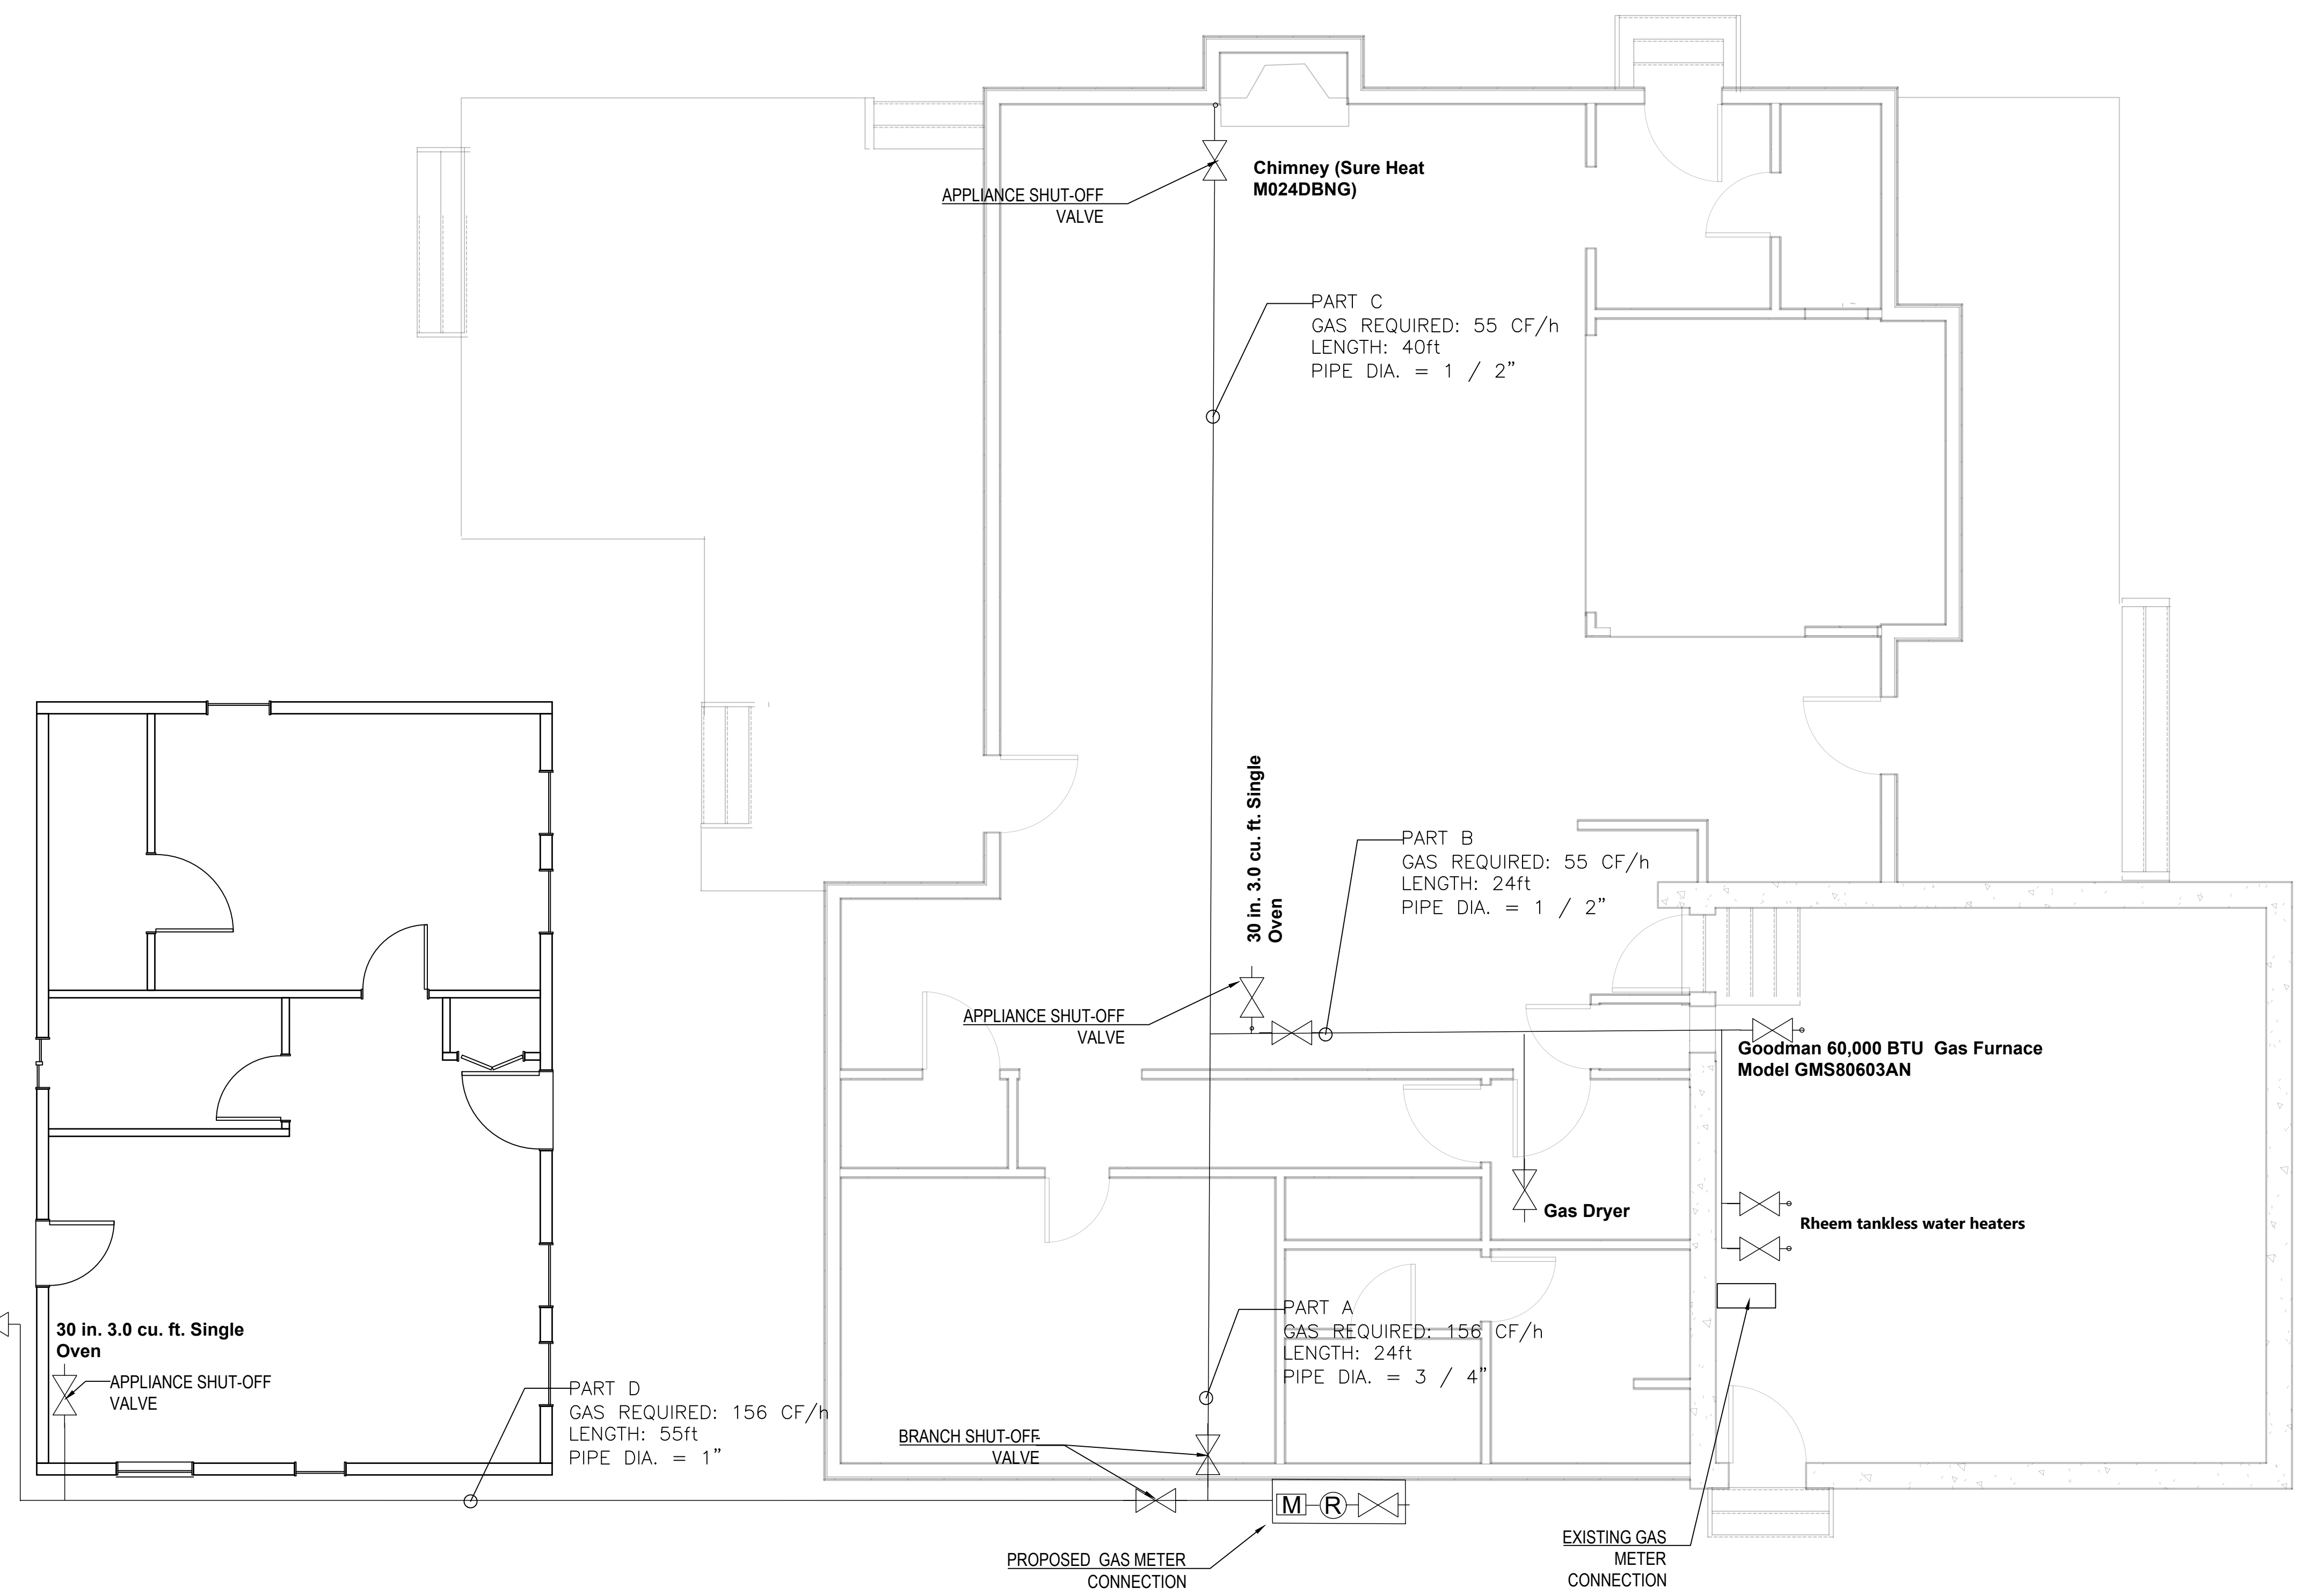 Chimney (Sure Heat
M024DBNG)
APPLIANCE SHUT-OFF
VALVE
PART C
GAS REQUIRED: 55 CF/h
LENGTH: 40ft
PIPE DIA. = 1 / 2”
30 in. 3.0 cu. ft. Single
Oven
PART B
GAS REQUIRED: 55 CF/h
LENGTH: 24ft
PIPE DIA. = 1 / 2”
APPLIANCE SHUT-OFF
VALVE
Goodman 60,000 BTU Gas Furnace
Model GMS80603AN
Gas Dryer
Rheem tankless water heaters
PART A
GAS REQUIRED: 156 CF/h
LENGTH: 24ft
PIPE DIA. = 3 / 4”
30 in. 3.0 cu. ft. Single
Oven
APPLIANCE SHUT-OFF
VALVE
PART D
GAS REQUIRED: 156 CF/h
LENGTH: 55ft
PIPE DIA. = 1”
BRANCH SHUT-OFF
VALVE
M R
PROPOSED GAS METER
CONNECTION
EXISTING GAS
METER
CONNECTION